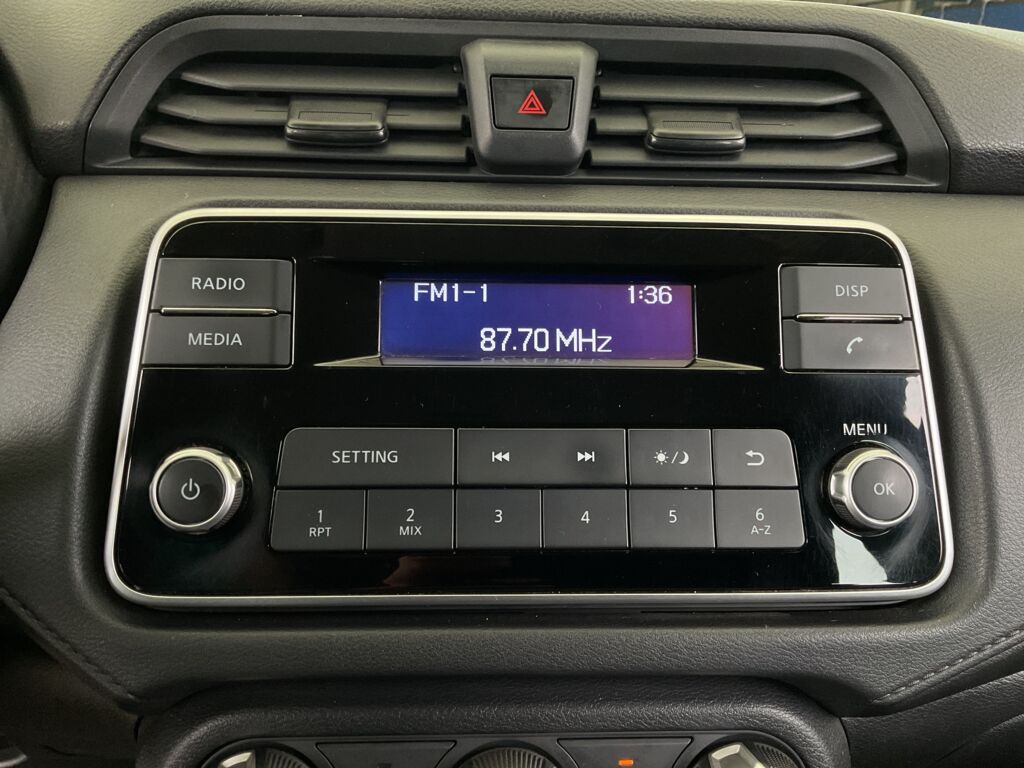 RADIO
MEDIA
FM1-1 1:36
87.70 MHz
DISP
MENU
OK
SETTING
1 2 3 4 5 6
RPT MIX A-Z